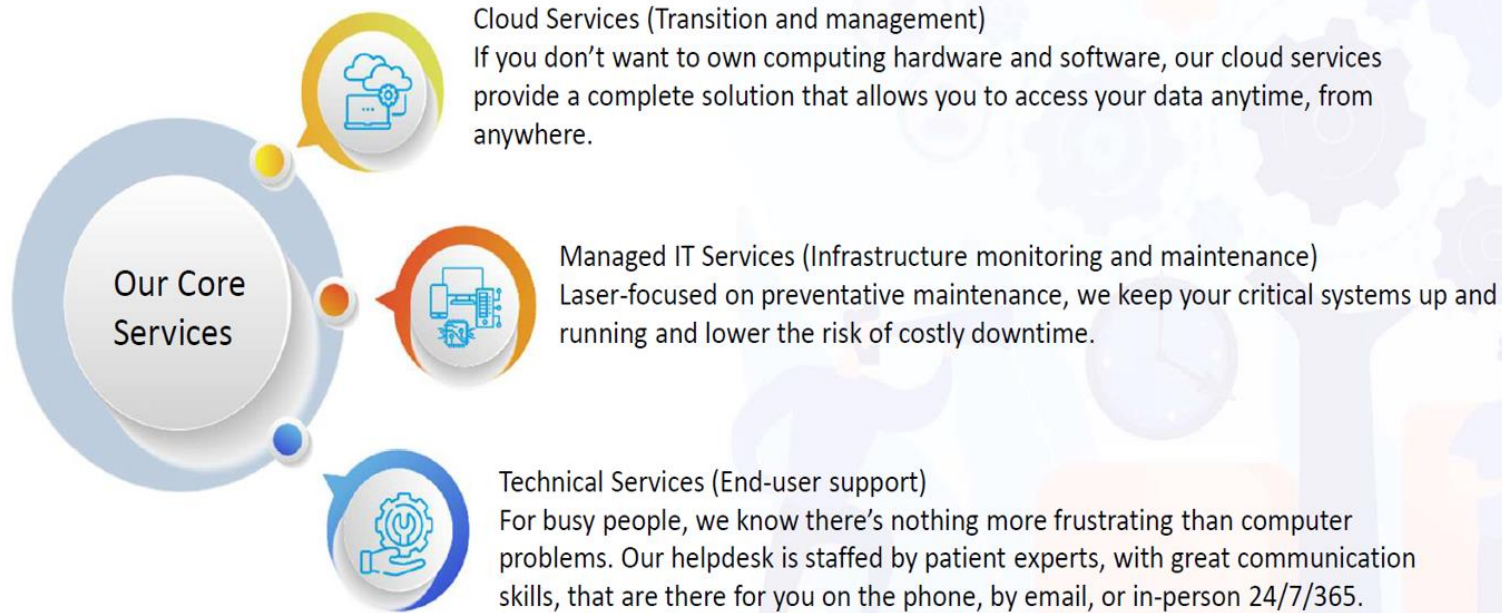 Cloud Services (Transition and management)
If you don’t want to own computing hardware and software, our cloud services
provide a complete solution that allows you to access your data anytime, from
anywhere.
Our Core
Services
Managed IT Services (Infrastructure monitoring and maintenance)
Laser-focused on preventative maintenance, we keep your critical systems up and
running and lower the risk of costly downtime.
Technical Services (End-user support)
For busy people, we know there’s nothing more frustrating than computer
problems. Our helpdesk is staffed by patient experts, with great communication
skills, that are there for you on the phone, by email, or in-person 24/7/365.